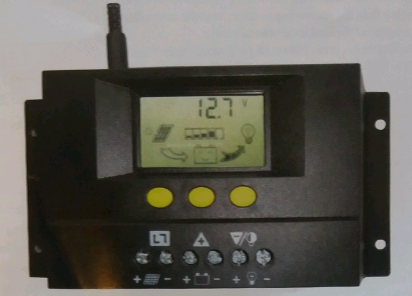 12.7 V
+ - + - + -